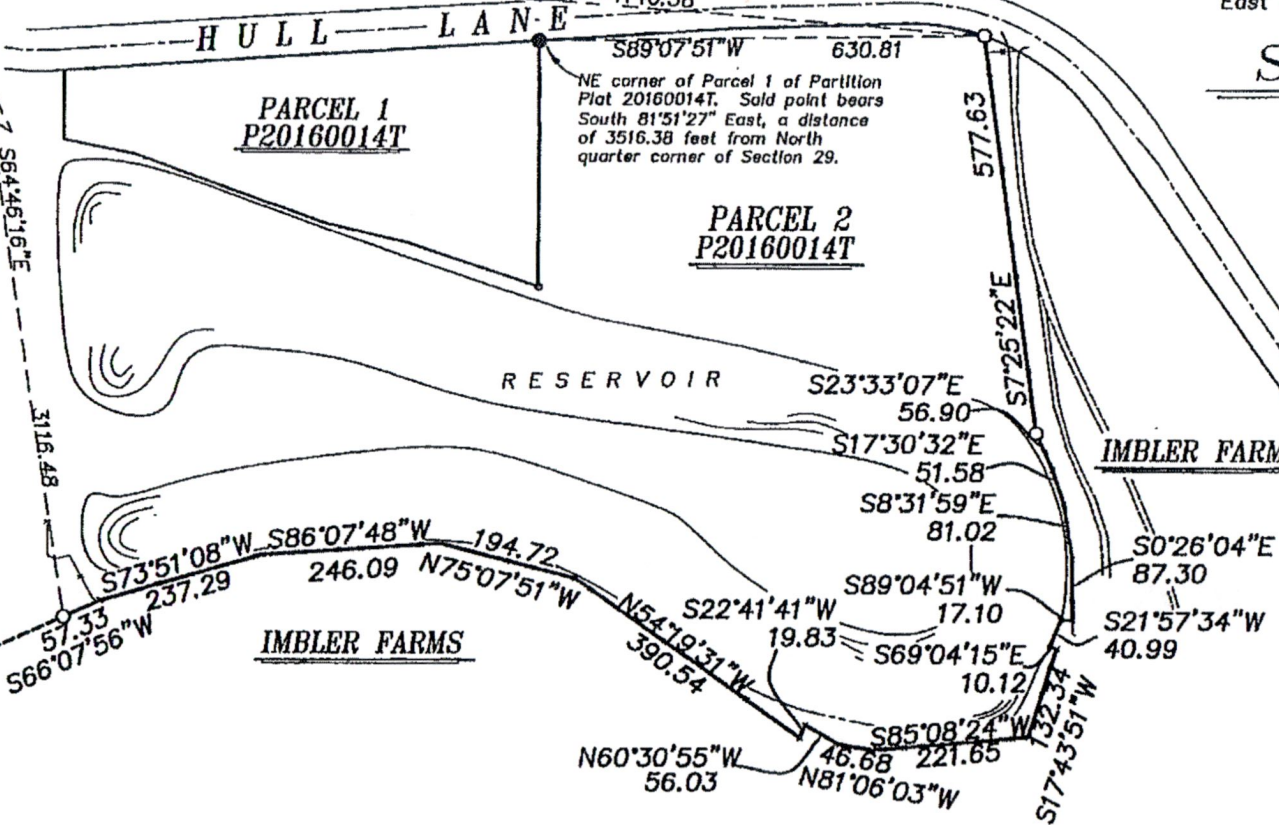 East
HULL LANE
S89°07'51"W 630.81
NE corner of Parcel 1 of Partition
Plat 20160014T. Said point bears
South 81°51'27" East, a distance
of 3516.38 feet from North
quarter corner of Section 29.
PARCEL 1
P20160014T
577.63
S7°25'22"E
PARCEL 2
P20160014T
S64°46'16"E
3116.48
RESERVOIR
S23°33'07"E
56.90
S17°30'32"E
51.58
IMBLER FARM
S8°31'59"E
81.02
S0°26'04"E
87.30
S89°04'51"W
17.10
S21°57'34"W
40.99
S22°41'41"W
19.83
S69°04'15"E
10.12
132.34
S17°43'51"W
S85°08'24"W
221.65
46.68
N81°06'03"W
N60°30'55"W
56.03
N54°19'31"W
390.54
194.72
N75°07'51"W
S86°07'48"W
246.09
S73°51'08"W
237.29
57.33
S66°07'56"W
IMBLER FARMS